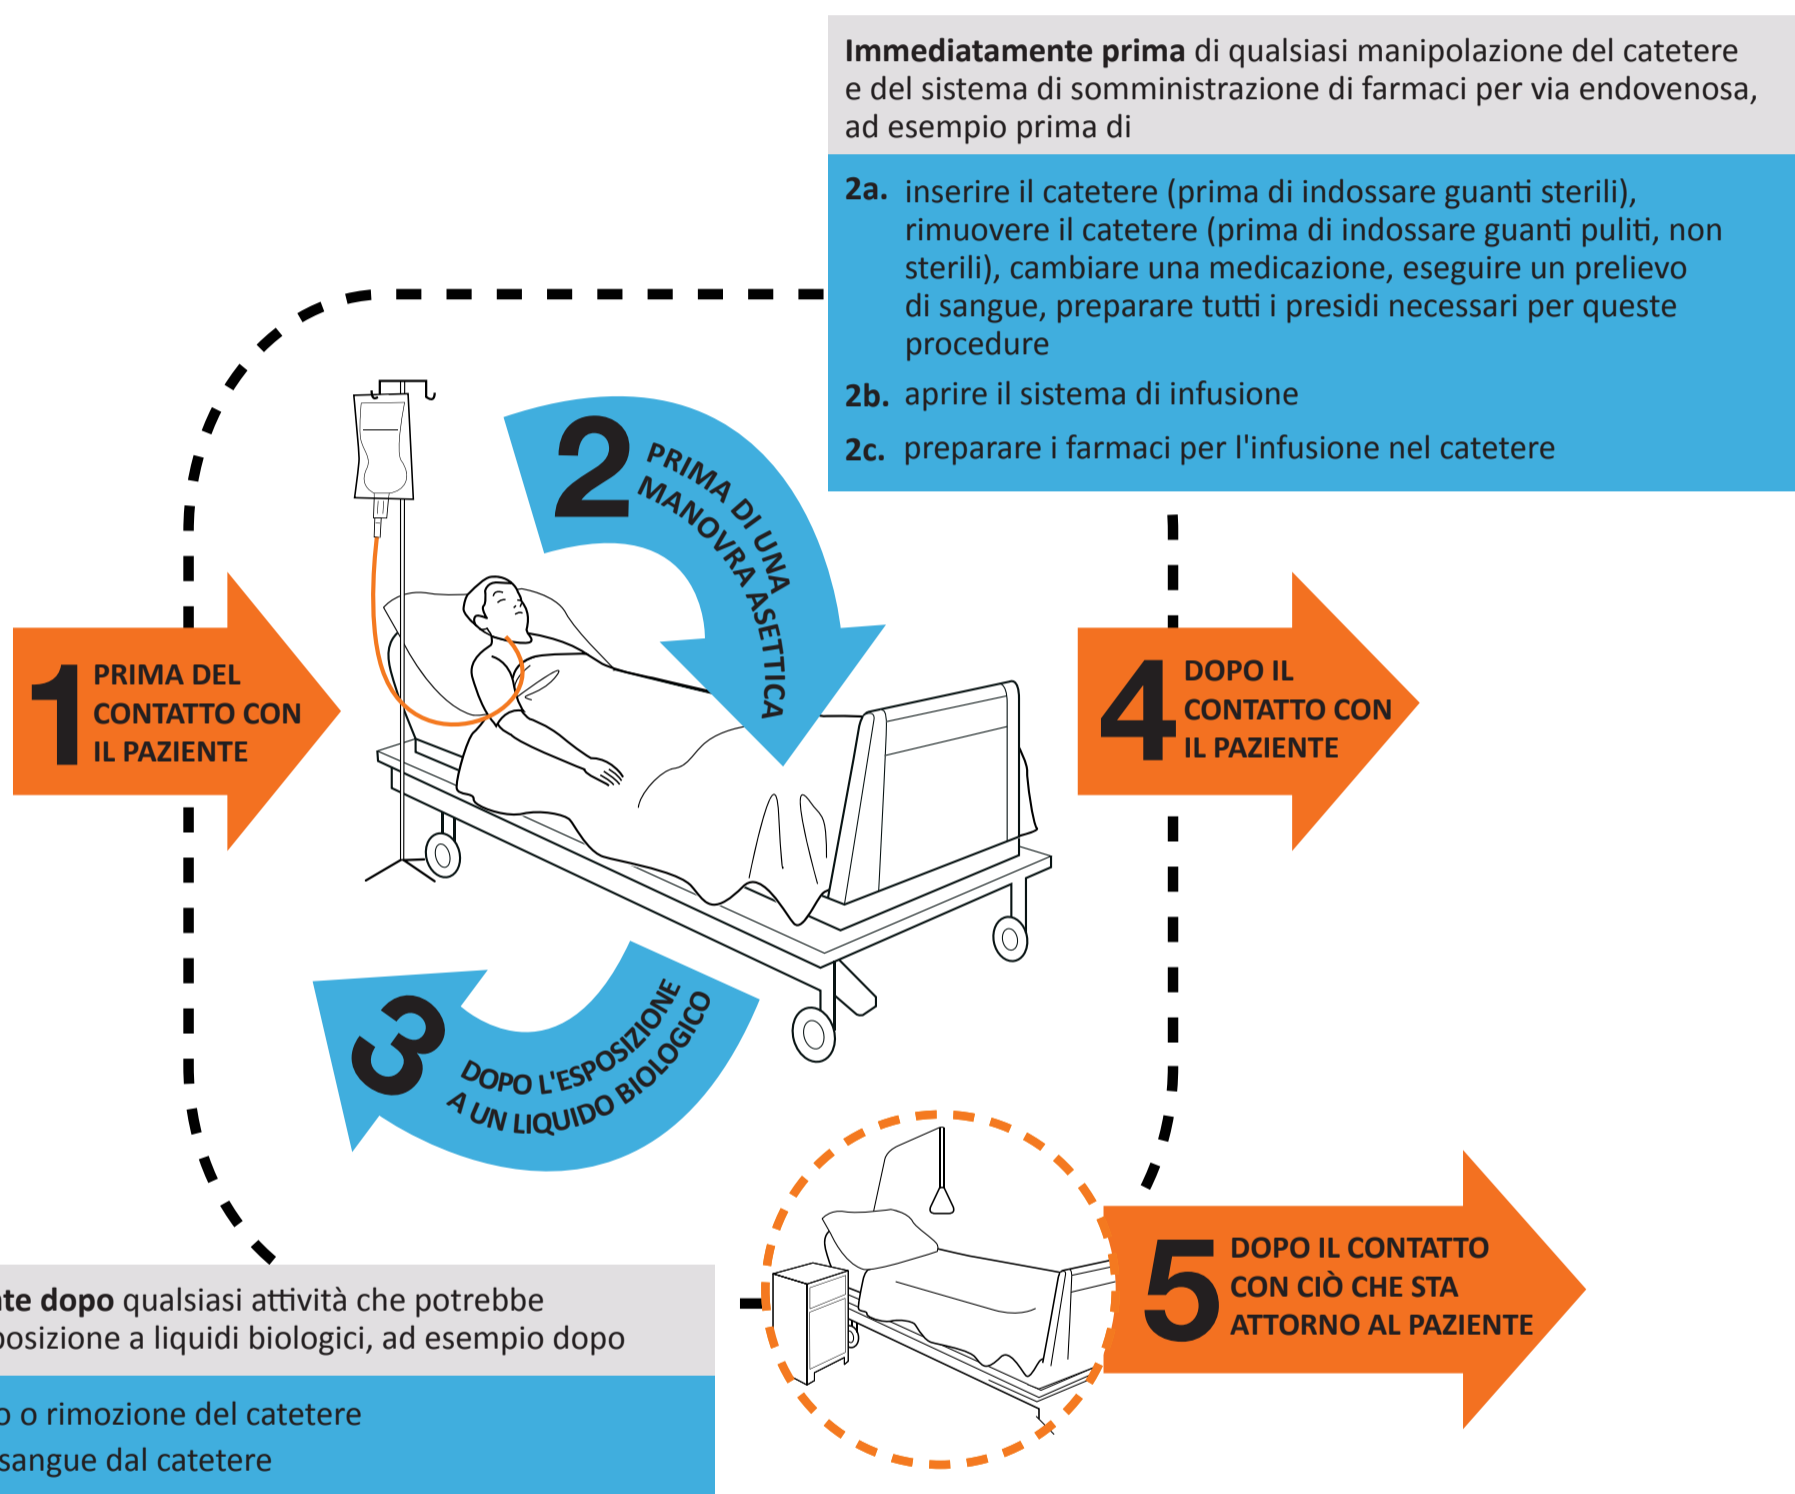 Immediatamente prima di qualsiasi manipolazione del catetere
e del sistema di somministrazione di farmaci per via endovenosa,
ad esempio prima di
2a. inserire il catetere (prima di indossare guanti sterili),
rimuovere il catetere (prima di indossare guanti puliti, non
sterili), cambiare una medicazione, eseguire un prelievo
di sangue, preparare tutti i presidi necessari per queste
procedure
2b. aprire il sistema di infusione
2c. preparare i farmaci per l'infusione nel catetere
1 PRIMA DEL
CONTATTO CON
IL PAZIENTE
2 PRIMA DI UNA
MANOVRA ASETTICA
3 DOPO L'ESPOSIZIONE
A UN LIQUIDO BIOLOGICO
4 DOPO IL
CONTATTO CON
IL PAZIENTE
5 DOPO IL CONTATTO
CON CIÒ CHE STA
ATTORNO AL PAZIENTE
dopo qualsiasi attività che potrebbe
a liquidi biologici, ad esempio dopo
o rimozione del catetere
sangue dal catetere